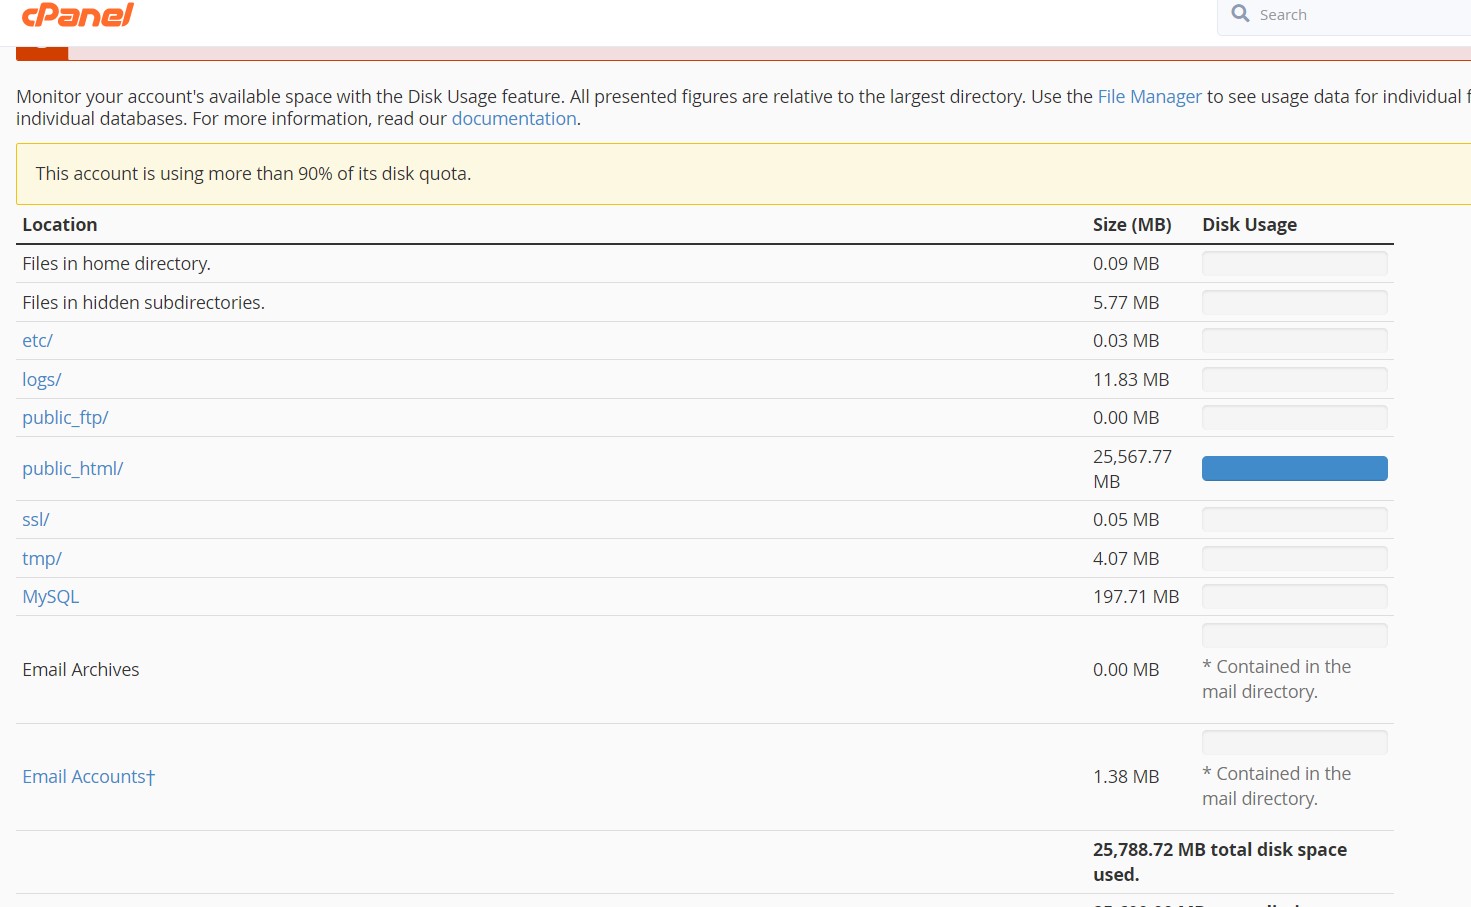 cPanel
Search
Monitor your account's available space with the Disk Usage feature. All presented figures are relative to the largest directory. Use the File Manager to see usage data for individual
individual databases. For more information, read our documentation.
This account is using more than 90% of its disk quota.
Location Size (MB) Disk Usage
Files in home directory. 0.09 MB
Files in hidden subdirectories. 5.77 MB
etc/ 0.03 MB
logs/ 11.83 MB
public_ftp/ 0.00 MB
public_html/ 25,567.77
MB
ssl/ 0.05 MB
tmp/ 4.07 MB
MySQL 197.71 MB
Email Archives 0.00 MB * Contained in the
mail directory.
Email Accounts† 1.38 MB * Contained in the
mail directory.
25,788.72 MB total disk space
used.